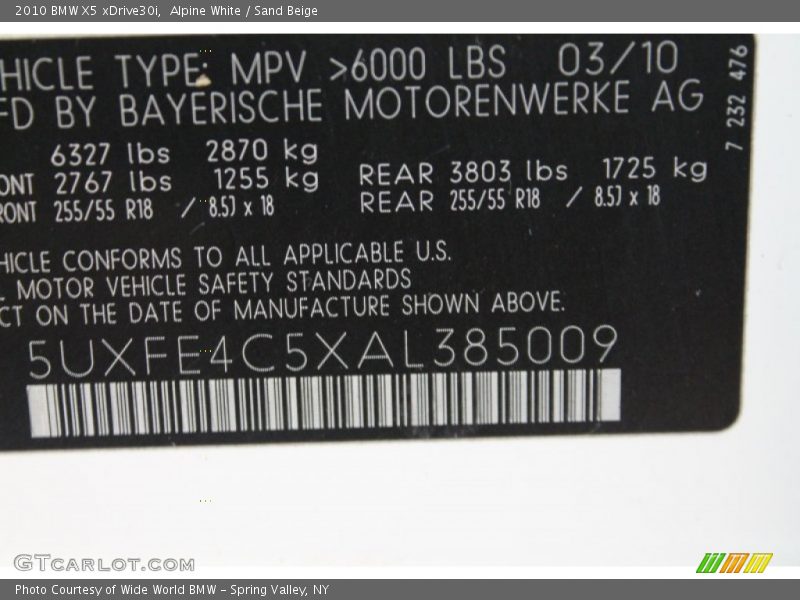 2010 BMW X5 xDrive30i, Alpine White / Sand Beige
HICLE TYPE: MPV >6000 LBS 03/10
FD BY BAYERISCHE MOTORENWERKE AG
7 232 476
6327 lbs 2870 kg
ONT 2767 lbs 1255 kg REAR 3803 lbs 1725 kg
RONT 255/55 R18 / 8.5J x 18 REAR 255/55 R18 / 8.5J x 18
HICLE CONFORMS TO ALL APPLICABLE U.S.
L MOTOR VEHICLE SAFETY STANDARDS
CT ON THE DATE OF MANUFACTURE SHOWN ABOVE.
5UXFE4C5XAL385009
GTCARLOT.COM
Photo Courtesy of Wide World BMW - Spring Valley, NY